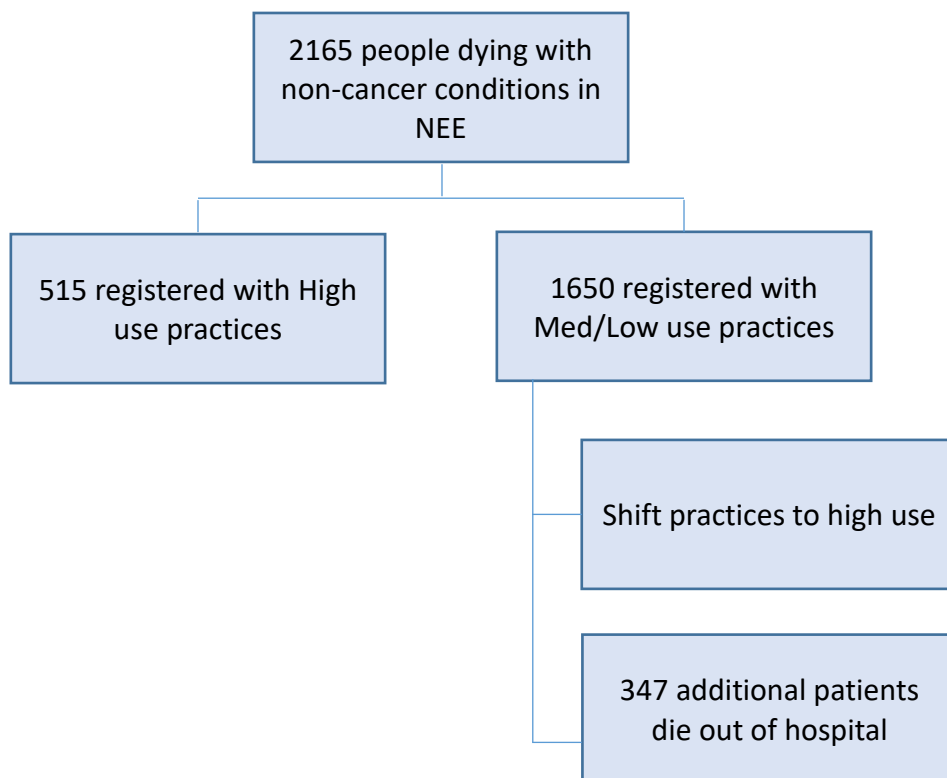 2165 people dying with
non-cancer conditions in
NEE
515 registered with High
use practices
1650 registered with
Med/Low use practices
Shift practices to high use
347 additional patients
die out of hospital